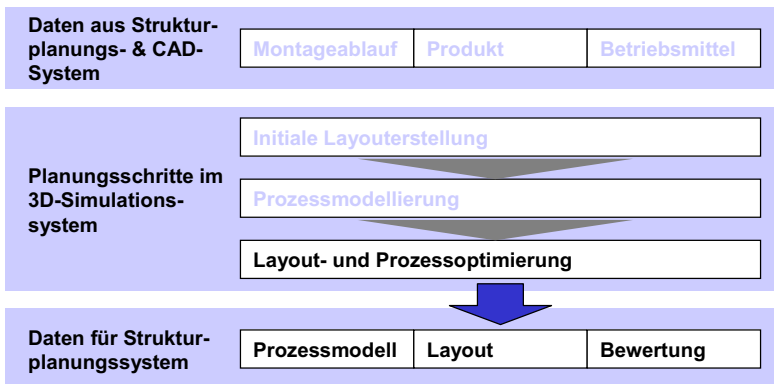 Daten aus Struktur-
planungs- & CAD-
System
Montageablauf Produkt Betriebsmittel
Planungsschritte im
3D-Simulations-
system
Initiale Layouterstellung
Prozessmodellierung
Layout- und Prozessoptimierung
Daten für Struktur-
planungssystem
Prozessmodell Layout Bewertung